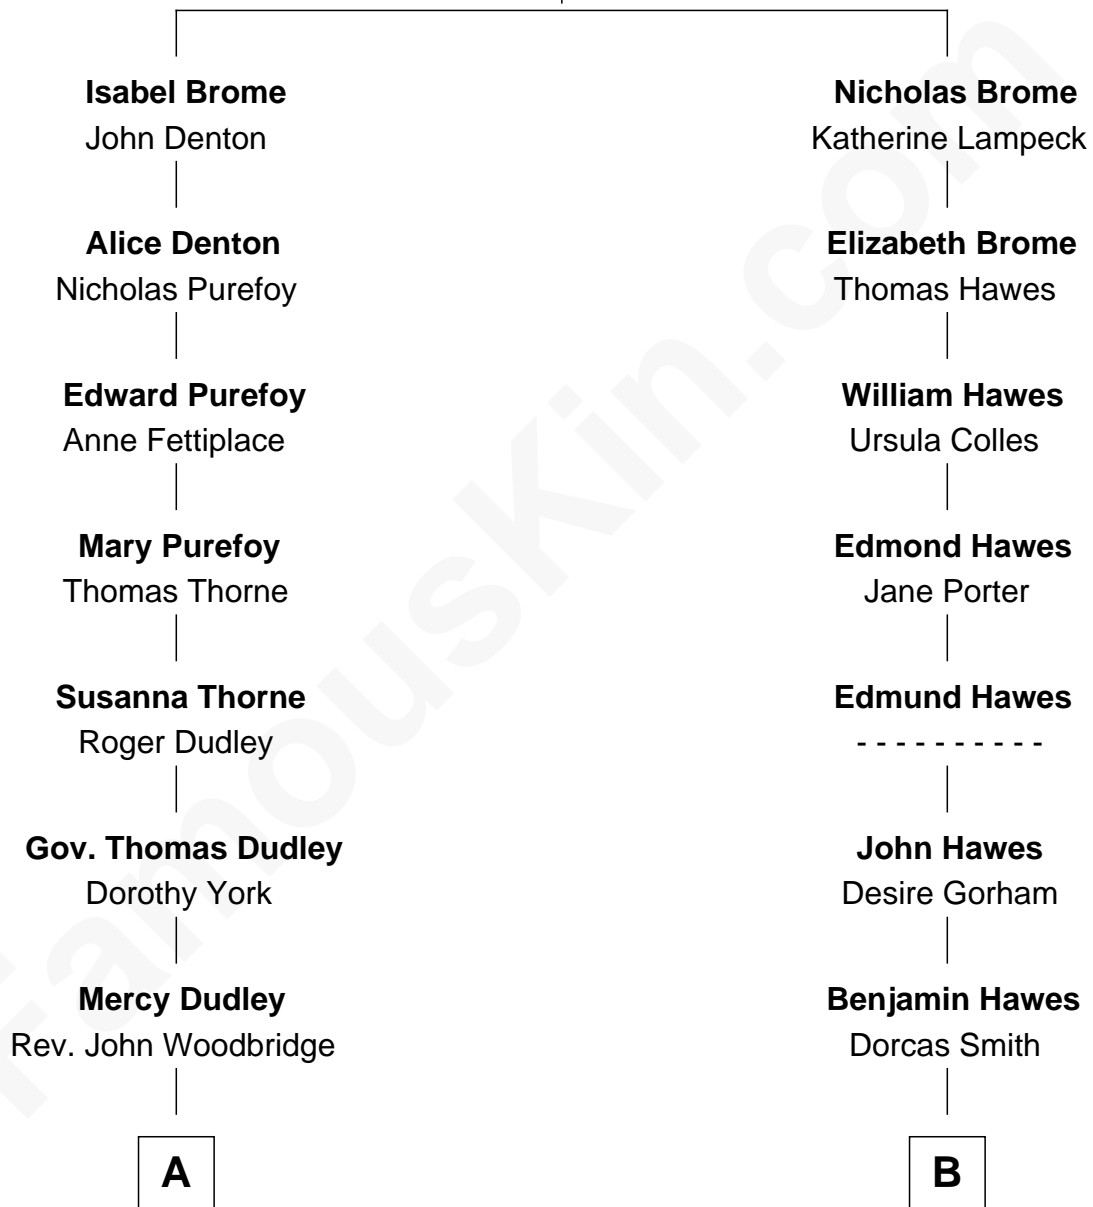 Isabel Brome
John Denton
Nicholas Brome
Katherine Lampeck
Alice Denton
Nicholas Purefoy
Elizabeth Brome
Thomas Hawes
Edward Purefoy
Anne Fettiplace
William Hawes
Ursula Colles
Mary Purefoy
Thomas Thorne
Edmond Hawes
Jane Porter
Susanna Thorne
Roger Dudley
Edmund Hawes
- - - - - - - - - -
Gov. Thomas Dudley
Dorothy York
John Hawes
Desire Gorham
Mercy Dudley
Rev. John Woodbridge
Benjamin Hawes
Dorcas Smith
A
B
FamousKin.com